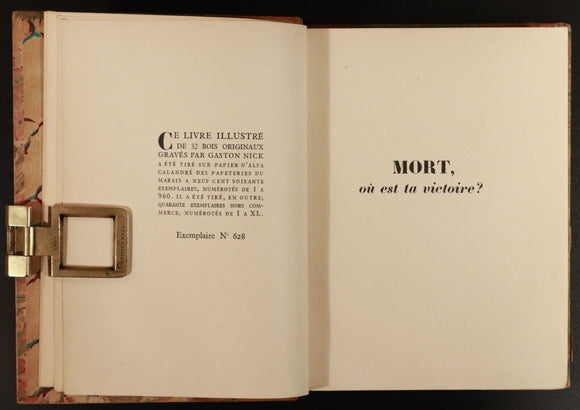 CE LIVRE ILLUSTRÉ
DE 32 BOIS ORIGINAUX
GRAVÉS PAR GASTON NICK
A ÉTÉ TIRÉ SUR PAPIER D'ALFA
CALANDRÉ DES PAPETERIES DU
MARAIS A NEUF CENT SOIXANTE
EXEMPLAIRES, NUMÉROTÉS DE 1 A
960. IL A ÉTÉ TIRÉ, EN OUTRE,
QUARANTE EXEMPLAIRES HORS COM-
MERCE, NUMÉROTÉS DE I A XL.
Exemplaire N° 628
MORT,
où est ta victoire?